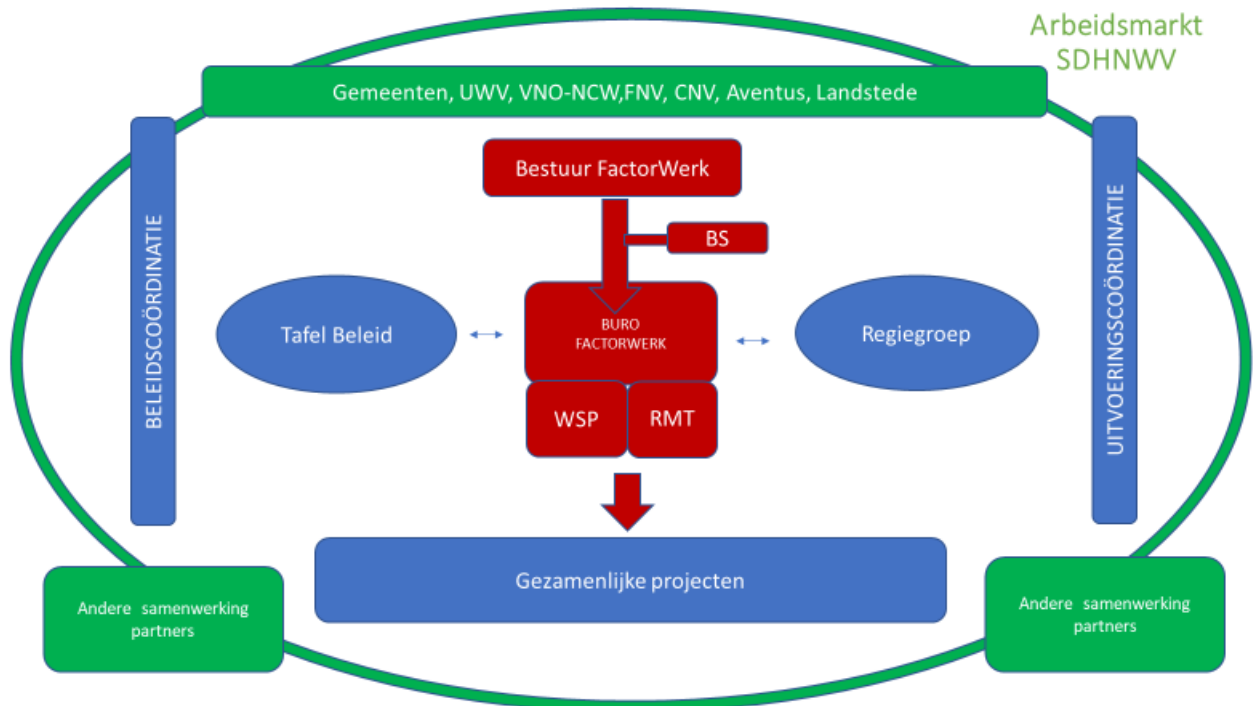 Arbeidsmarkt
SDHNWV
Gemeenten, UWV, VNO-NCW,FNV, CNV, Aventus, Landstede
BELEIDSCOÖRDINATIE
Bestuur FactorWerk
BS
UITVOERINGSCOÖRDINATIE
Tafel Beleid
BURO
FACTORWERK
Regiegroep
WSP
RMT
Gezamenlijke projecten
Andere samenwerking
partners
Andere samenwerking
partners